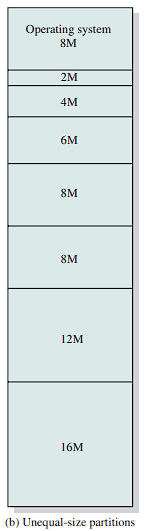 Operating system
8M
2M
4M
6M
8M
8M
12M
16M
(b) Unequal-size partitions